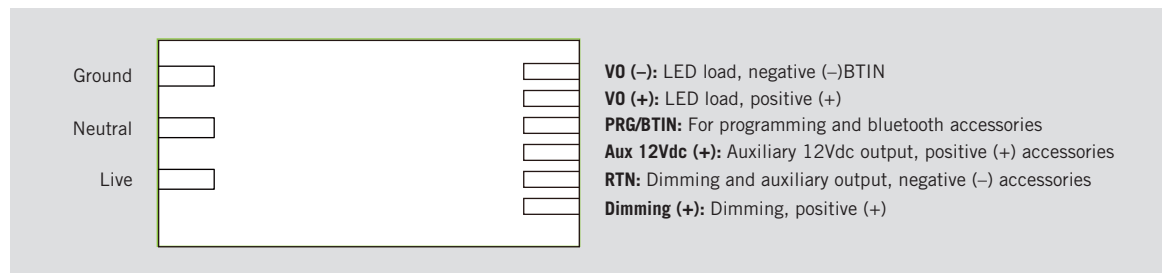 Ground
Neutral
Live
VO (–): LED load, negative (–)BTIN
VO (+): LED load, positive (+)
PRG/BTIN: For programming and bluetooth accessories
Aux 12Vdc (+): Auxiliary 12Vdc output, positive (+) accessories
RTN: Dimming and auxiliary output, negative (–) accessories
Dimming (+): Dimming, positive (+)